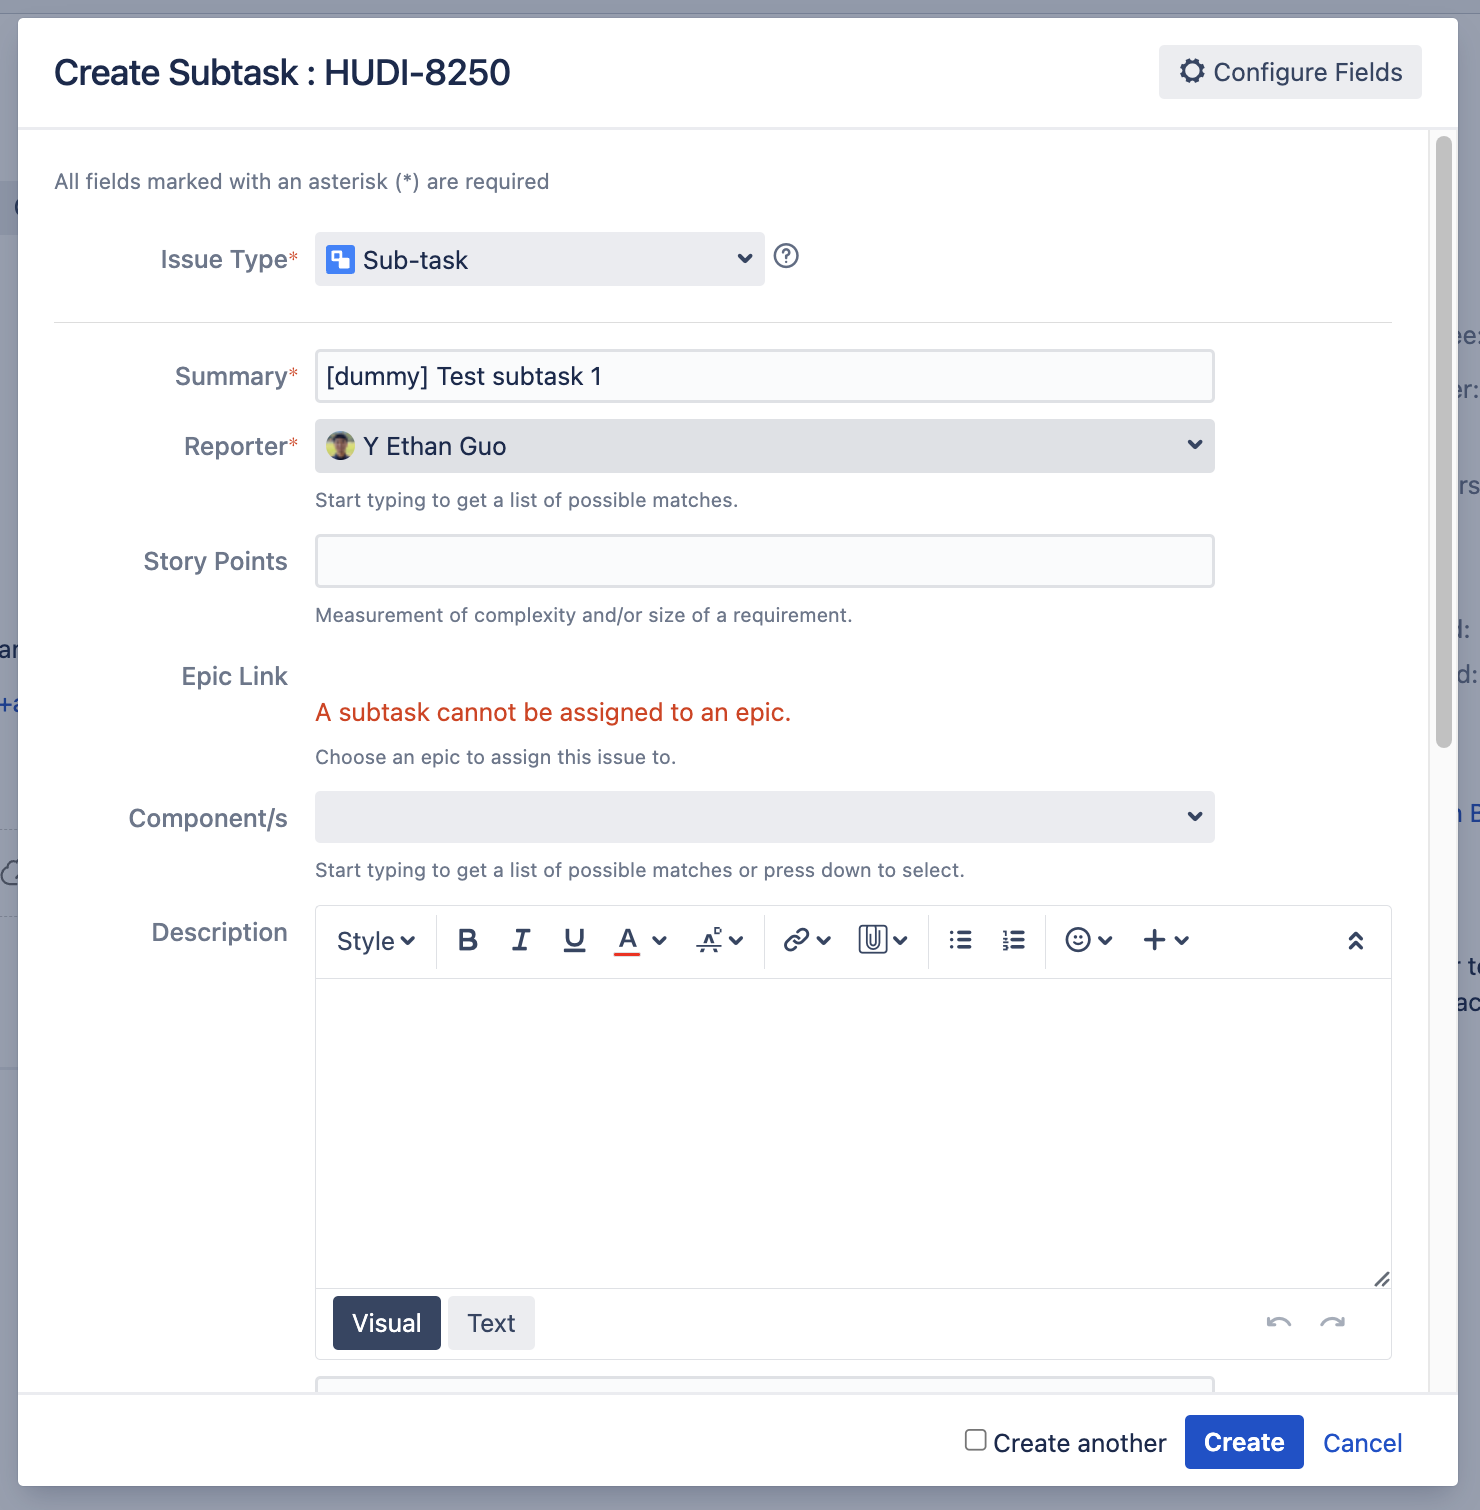 Create Subtask : HUDI-8250
Configure Fields
All fields marked with an asterisk (*) are required
Issue Type*
Sub-task
Summary*
[dummy] Test subtask 1
Reporter*
Y Ethan Guo
Start typing to get a list of possible matches.
Story Points
Measurement of complexity and/or size of a requirement.
Epic Link
A subtask cannot be assigned to an epic.
Choose an epic to assign this issue to.
Component/s
Start typing to get a list of possible matches or press down to select.
Description
Style
Visual
Text
Create another
Create
Cancel